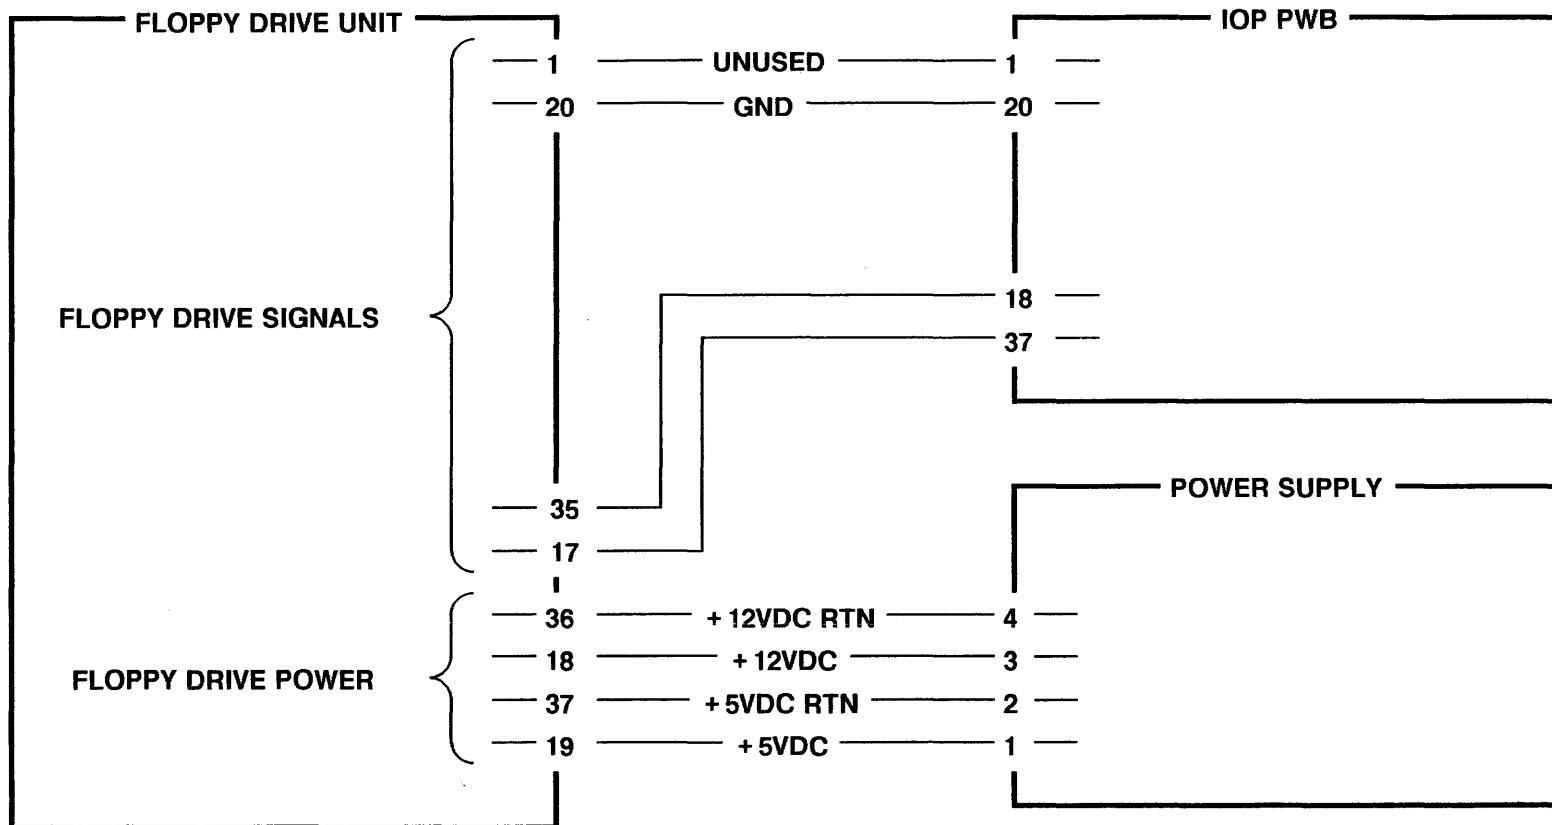 FLOPPY DRIVE UNIT IOP PWB
1 UNUSED 1
20 GND 20
18
FLOPPY DRIVE SIGNALS
37
POWER SUPPLY
35
17
36 + 12VDC RTN 4
18 + 12VDC 3
FLOPPY DRIVE POWER
37 + 5VDC RTN 2
19 + 5VDC 1